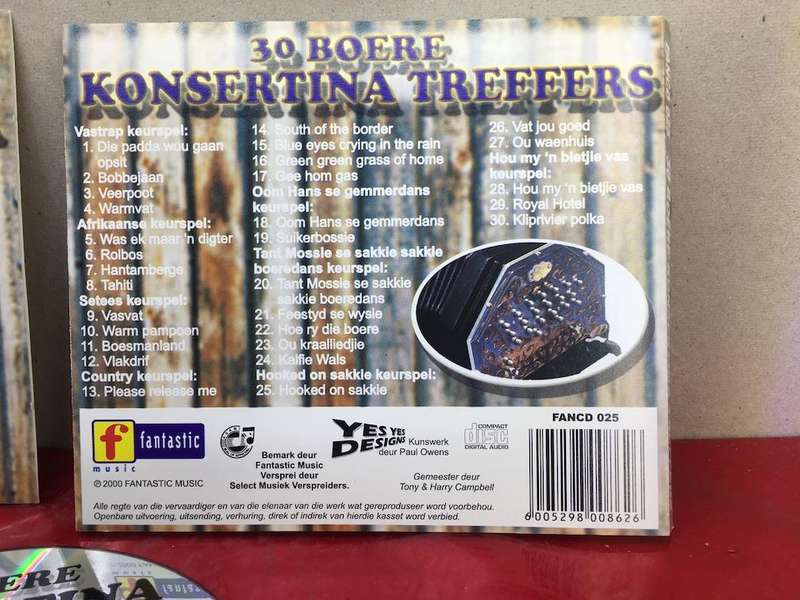 30 BOERE
KONSERTINA TREFFERS
Vastrap keurspel:
1. Die padda wou gaan
opsit
2. Bobbejaan
3. Veerpoot
4. Warmvat
Afrikaanse keurspel:
5. Was ek maar 'n digter
6. Rolbos
7. Hantamberge
8. Tahiti
Setees keurspel:
9. Vasvat
10. Warm pampoen
11. Boesmanland
12. Vlakdrif
Country keurspel:
13. Please release me
14. South of the border
15. Blue eyes crying in the rain
16. Green green grass of home
17. Gee hom gas
Oom Hans se gemmerdans
keurspel:
18. Oom Hans se gemmerdans
19. Suikerbossie
Tant Mossie se sakkie sakkie
boeredans keurspel:
20. Tant Mossie se sakkie
sakkie boeredans
21. Feestyd se wysie
22. Hoe ry die boere
23. Ou kraalliedjie
24. Kalfie Wals
Hooked on sakkie keurspel:
25. Hooked on sakkie
26. Vat jou goed
27. Ou waenhuis
Hou my 'n bietjie vas
keurspel:
28. Hou my 'n bietjie vas
29. Royal Hotel
30. Kliprivier polka
f fantastic
music
℗ 2000 FANTASTIC MUSIC
Bemark deur
Fantastic Music
Versprei deur
Select Musiek Verspreiders.
YES YES
DESIGNS Kunswerk
deur Paul Owens
COMPACT
disc
DIGITAL AUDIO
Gemeester deur
Tony & Harry Campbell
FANCD 025
6 005298 008626
Alle regte van die vervaardiger en van die eienaar van die werk wat gereproduseer word voorbehou.
Openbare uitvoering, uitsending, verhuring, direk of indirek van hierdie kasset word verbied.
ERE
TINA